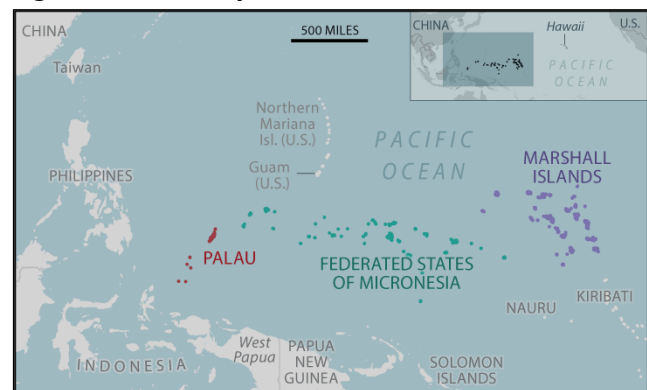 CHINA
Taiwan
500 MILES
CHINA
Hawaii
U.S.
PACIFIC
OCEAN
Northern
Mariana
Isl. (U.S.)
Guam
(U.S.)
PACIFIC
OCEAN
PHILIPPINES
MARSHALL
ISLANDS
PALAU
FEDERATED STATES
OF MICRONESIA
NAURU
KIRIBATI
INDONESIA
West
Papua
PAPUA
NEW
GUINEA
SOLOMON
ISLANDS